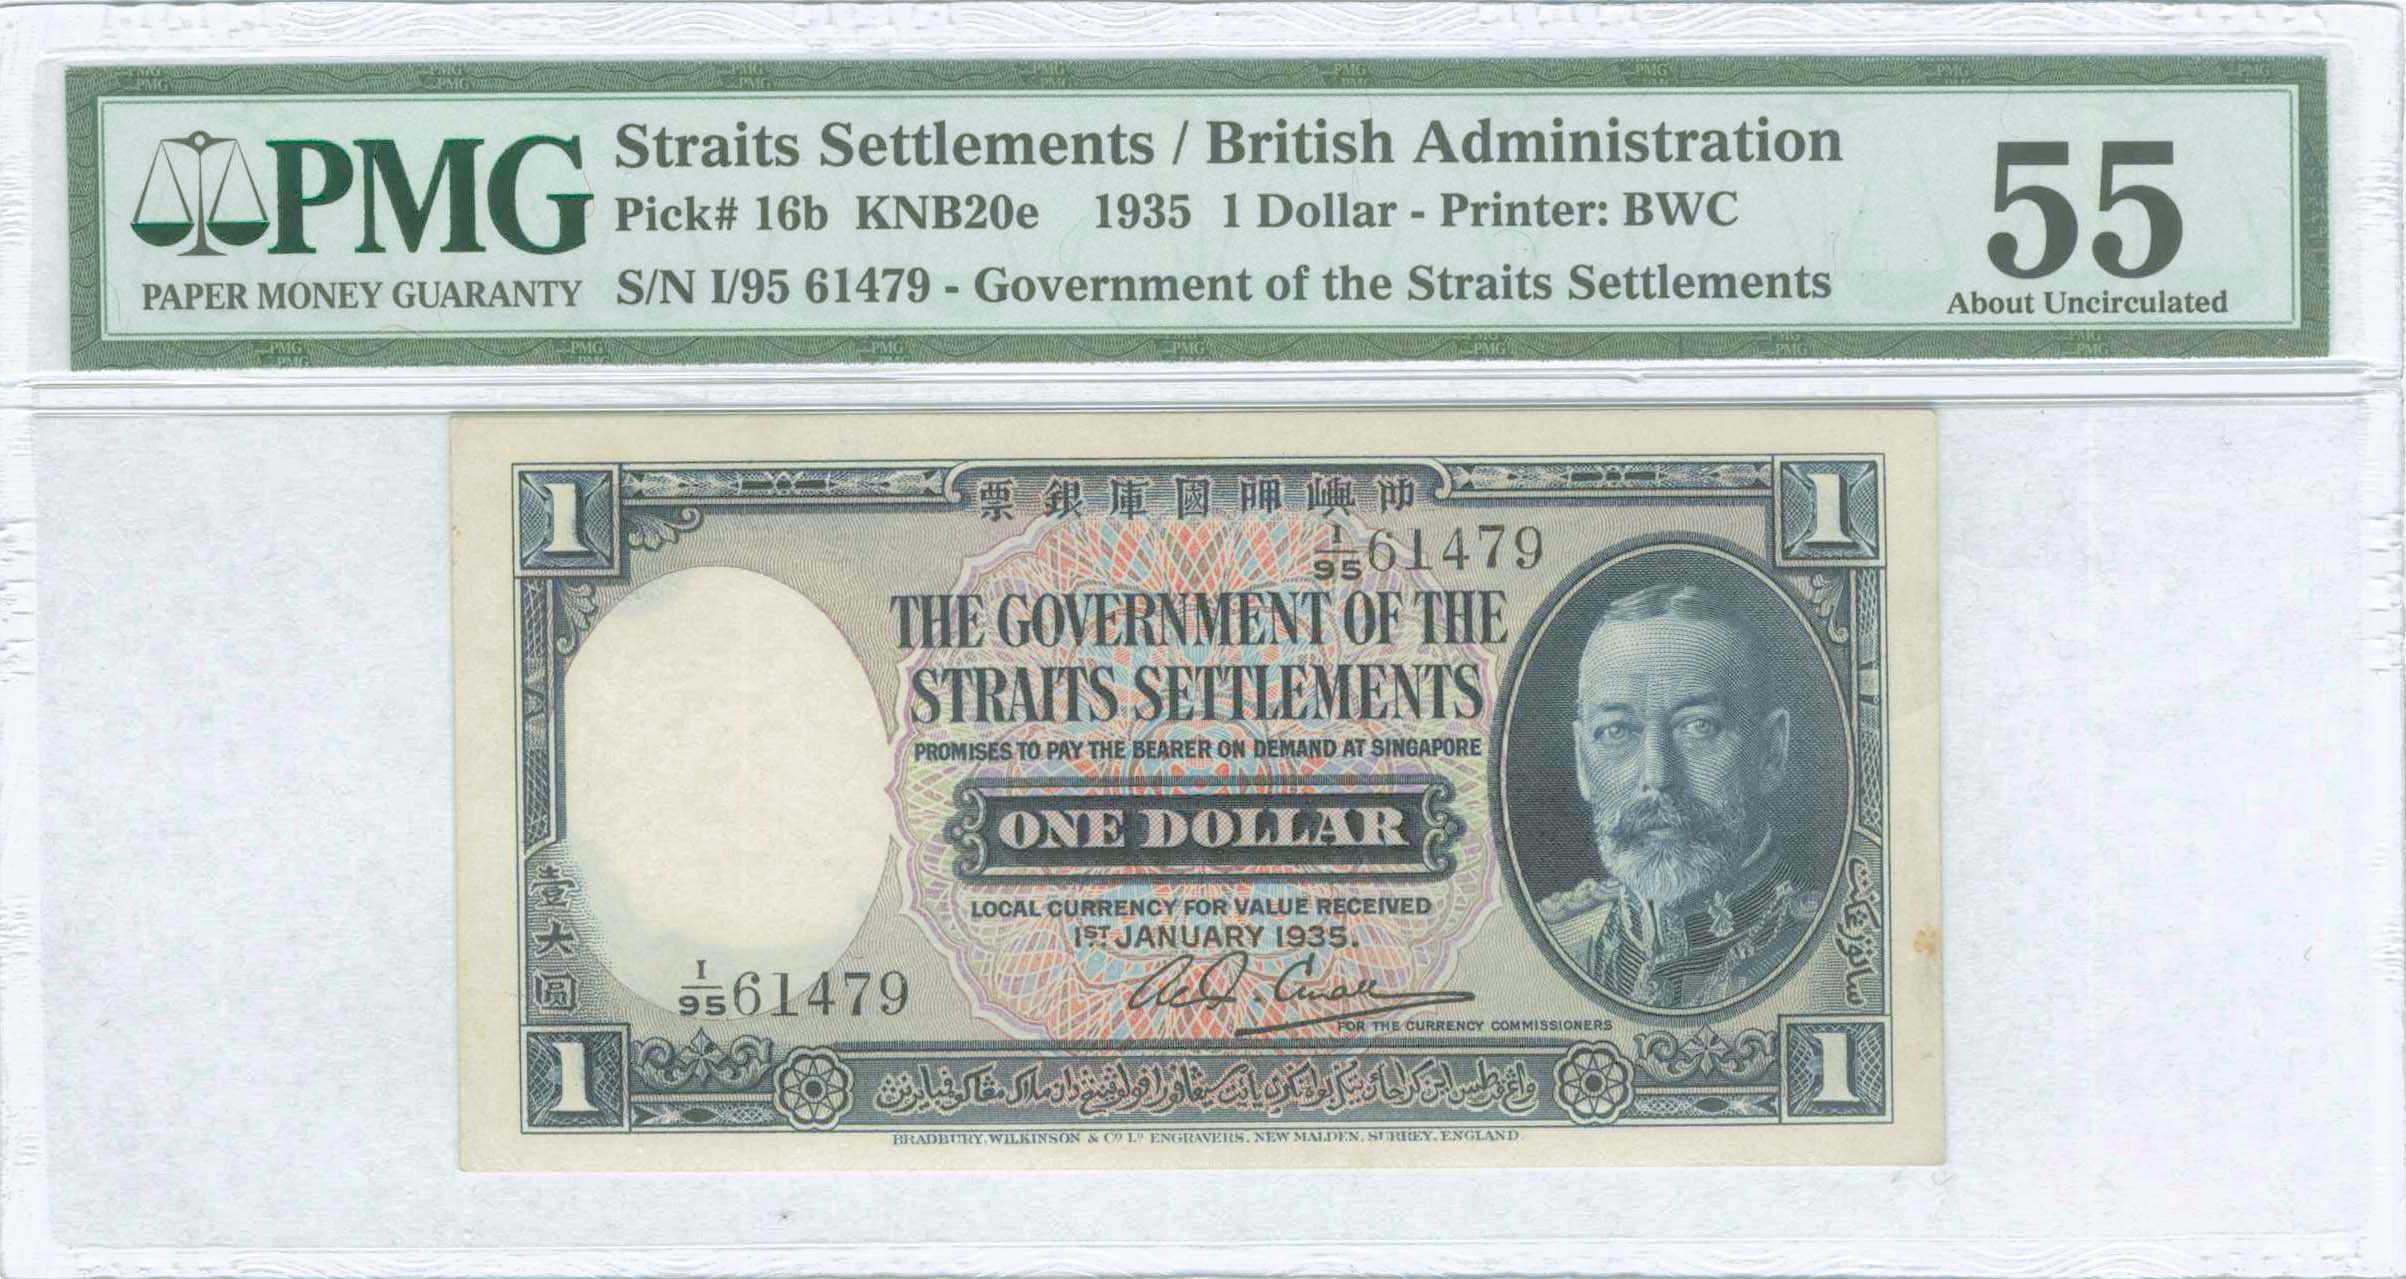 PMG
PAPER MONEY GUARANTY
Straits Settlements / British Administration
Pick# 16b KNB20e 1935 1 Dollar - Printer: BWC
S/N I/95 61479 - Government of the Straits Settlements
55
About Uncirculated
1
票銀庫國

1
I/95 61479
THE GOVERNMENT OF THE
STRAITS SETTLEMENTS
PROMISES TO PAY THE BEARER ON DEMAND AT SINGAPORE
ONE DOLLAR
LOCAL CURRENCY FOR VALUE RECEIVED
1ST JANUARY 1935.
壹大圓
I/95 61479
FOR THE CURRENCY COMMISSIONERS
1
1
BRADBURY, WILKINSON & Co Ld ENGRAVERS, NEW MALDEN, SURREY, ENGLAND.